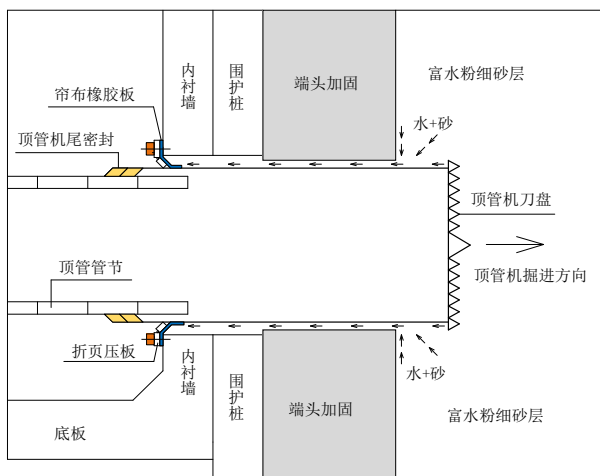 内衬墙
围护桩
端头加固
富水粉细砂层
帘布橡胶板
顶管机尾密封
水+砂
顶管机刀盘
顶管机掘进方向
顶管管节
折页压板
内衬墙
围护桩
端头加固
水+砂
富水粉细砂层
底板